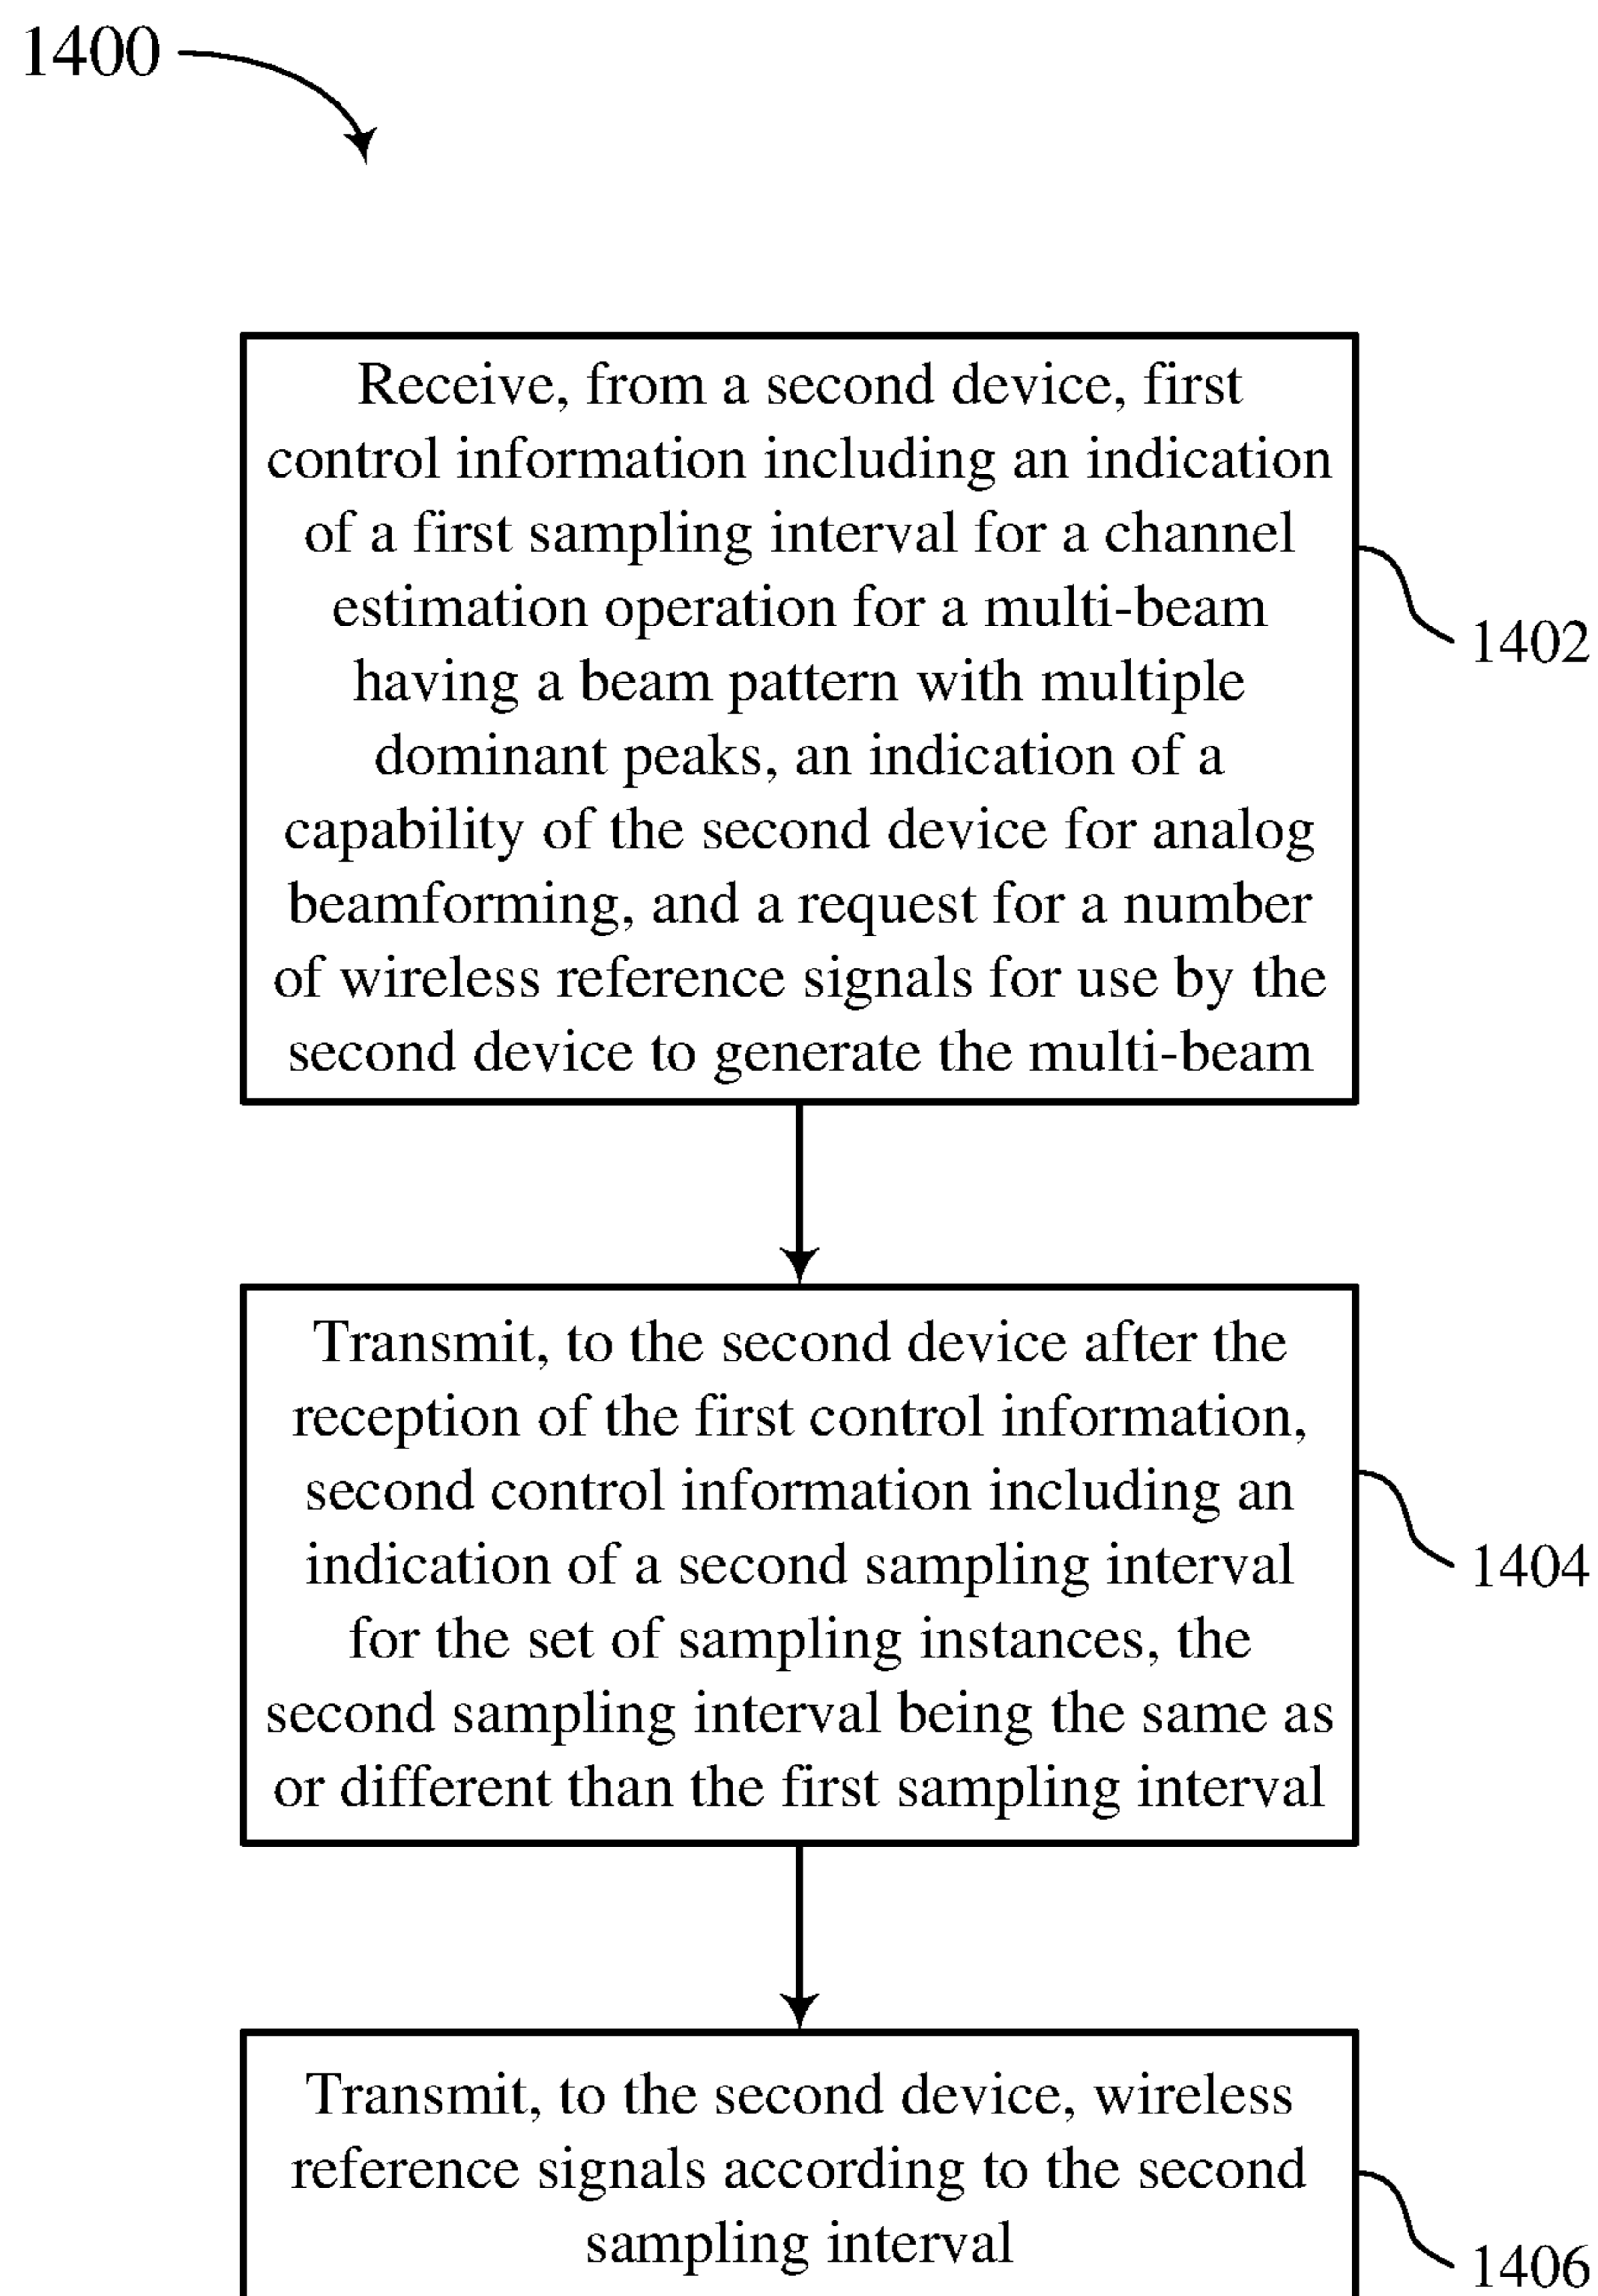 1400
Receive, from a second device, first
control information including an indication
of a first sampling interval for a channel
estimation operation for a multi-beam
having a beam pattern with multiple
dominant peaks, an indication of a
capability of the second device for analog
beamforming, and a request for a number
of wireless reference signals for use by the
second device to generate the multi-beam
1402
Transmit, to the second device after the
reception of the first control information,
second control information including an
indication of a second sampling interval
for the set of sampling instances, the
second sampling interval being the same as
or different than the first sampling interval
1404
Transmit, to the second device, wireless
reference signals according to the second
sampling interval
1406